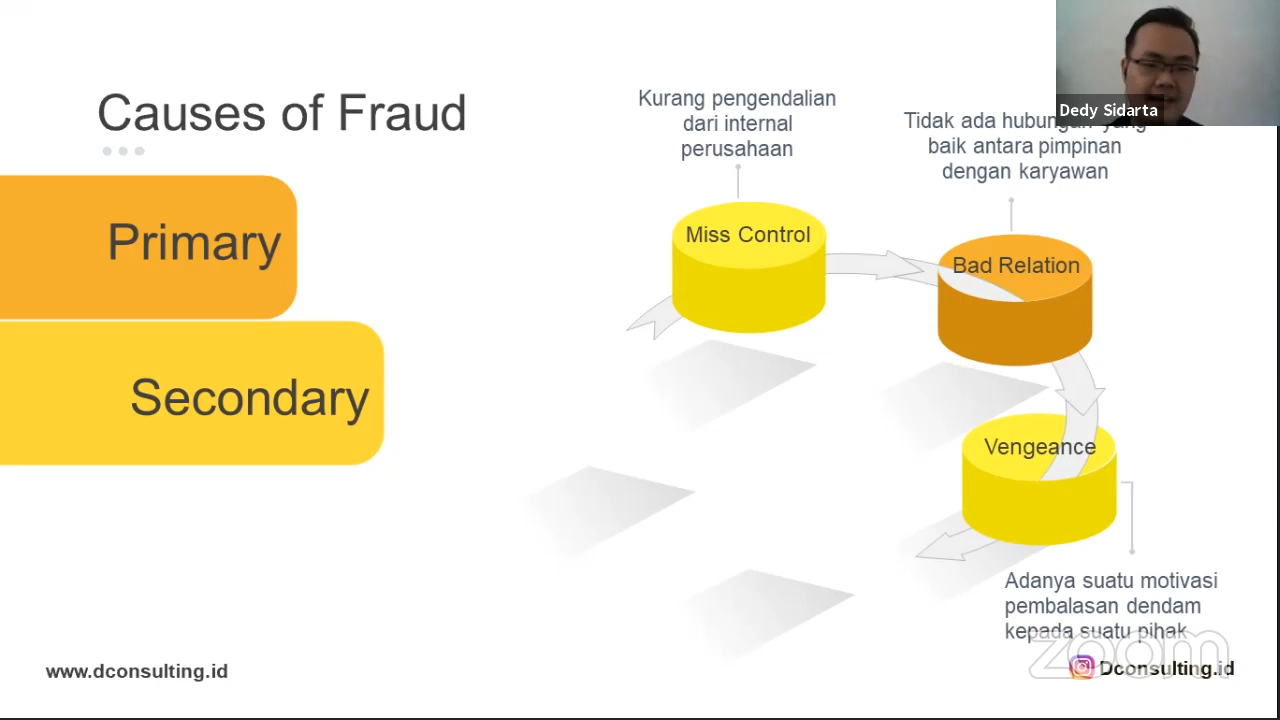 Causes of Fraud
Primary
Secondary
Kurang pengendalian
dari internal
perusahaan
Miss Control
Dedy Sidarta
Tidak ada hubungan yang
baik antara pimpinan
dengan karyawan
Bad Relation
Vengeance
Adanya suatu motivasi
pembalasan dendam
kepada suatu pihak
zoom
www.dconsulting.id
Dconsulting.id